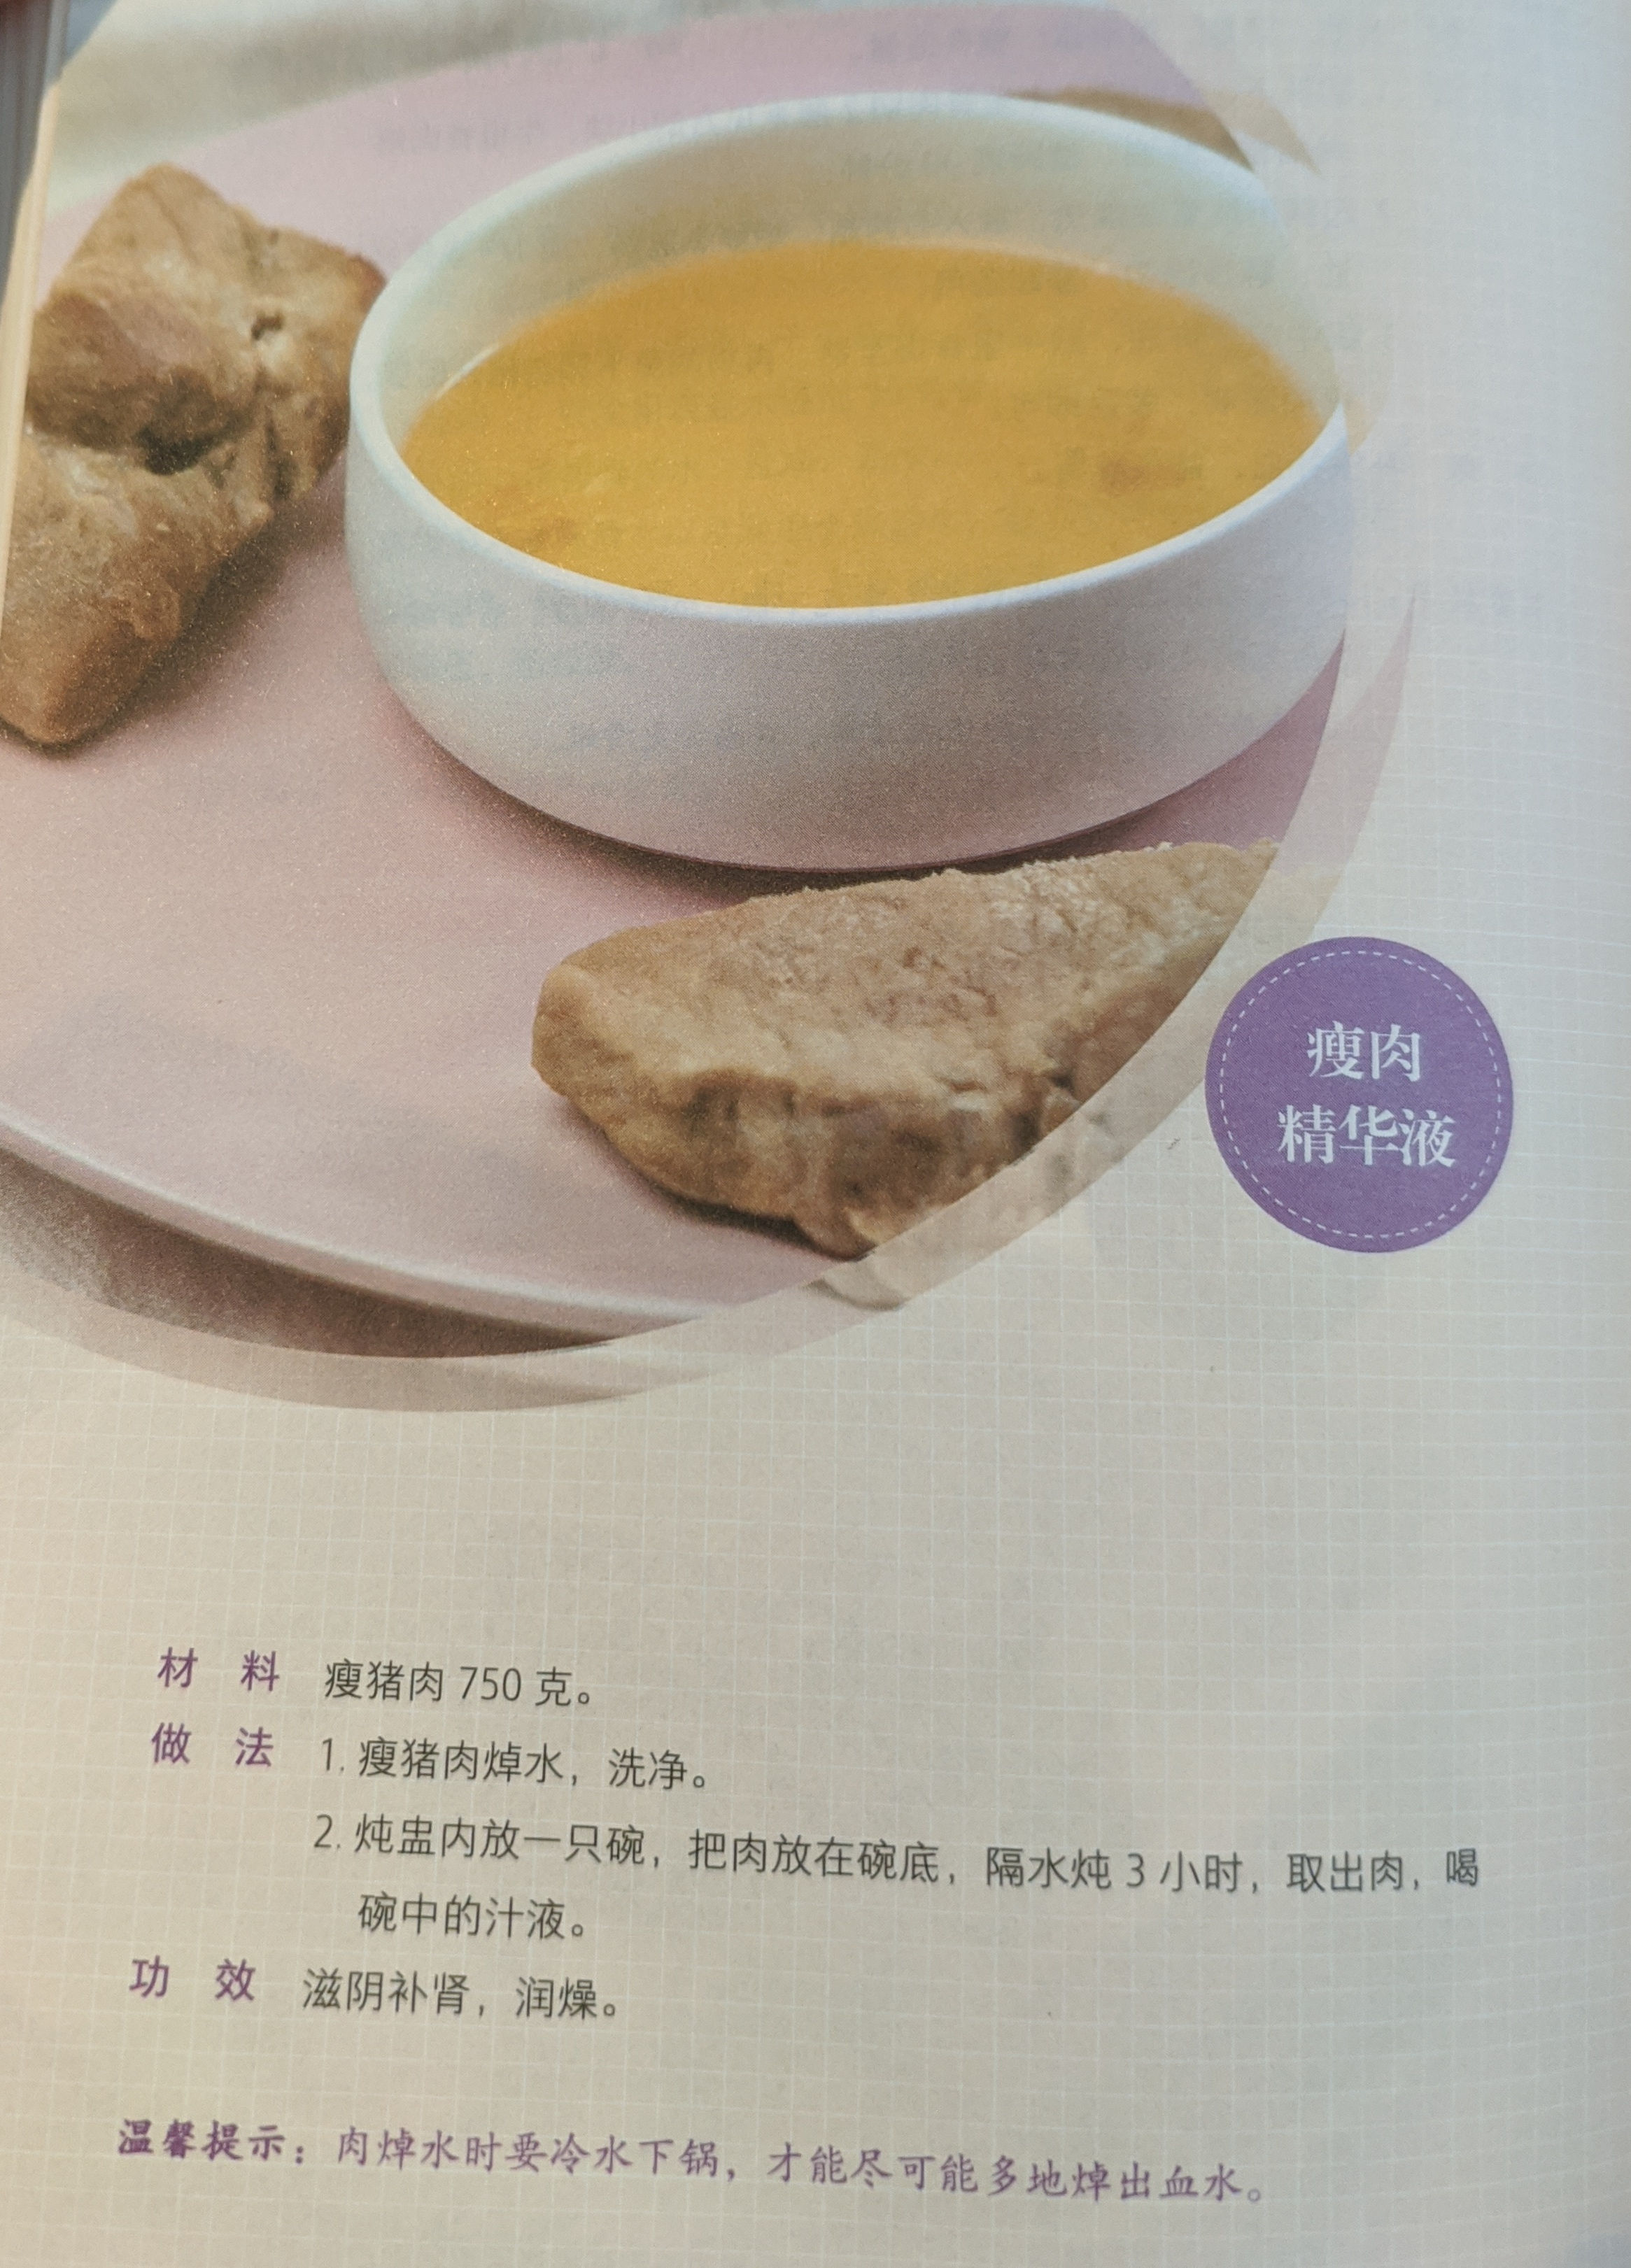 瘦肉
精华液
材 料 瘦猪肉 750 克。
做 法 1. 瘦猪肉焯水，洗净。
2. 炖盅内放一只碗，把肉放在碗底，隔水炖 3 小时，取出肉，喝
碗中的汁液。
功 效 滋阴补肾，润燥。
温馨提示：肉焯水时要冷水下锅，才能尽可能多地焯出血水。